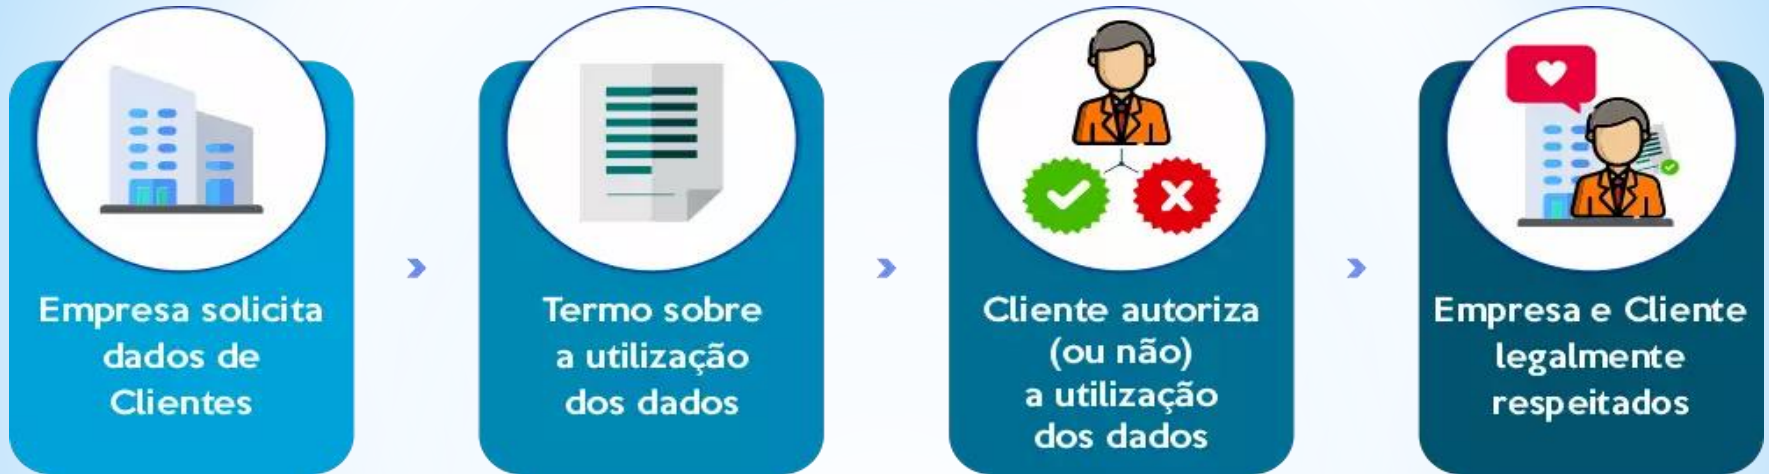 Empresa solicita
dados de
Clientes
Termo sobre
a utilização
dos dados
Cliente autoriza
(ou não)
a utilização
dos dados
Empresa e Cliente
legalmente
respeitados